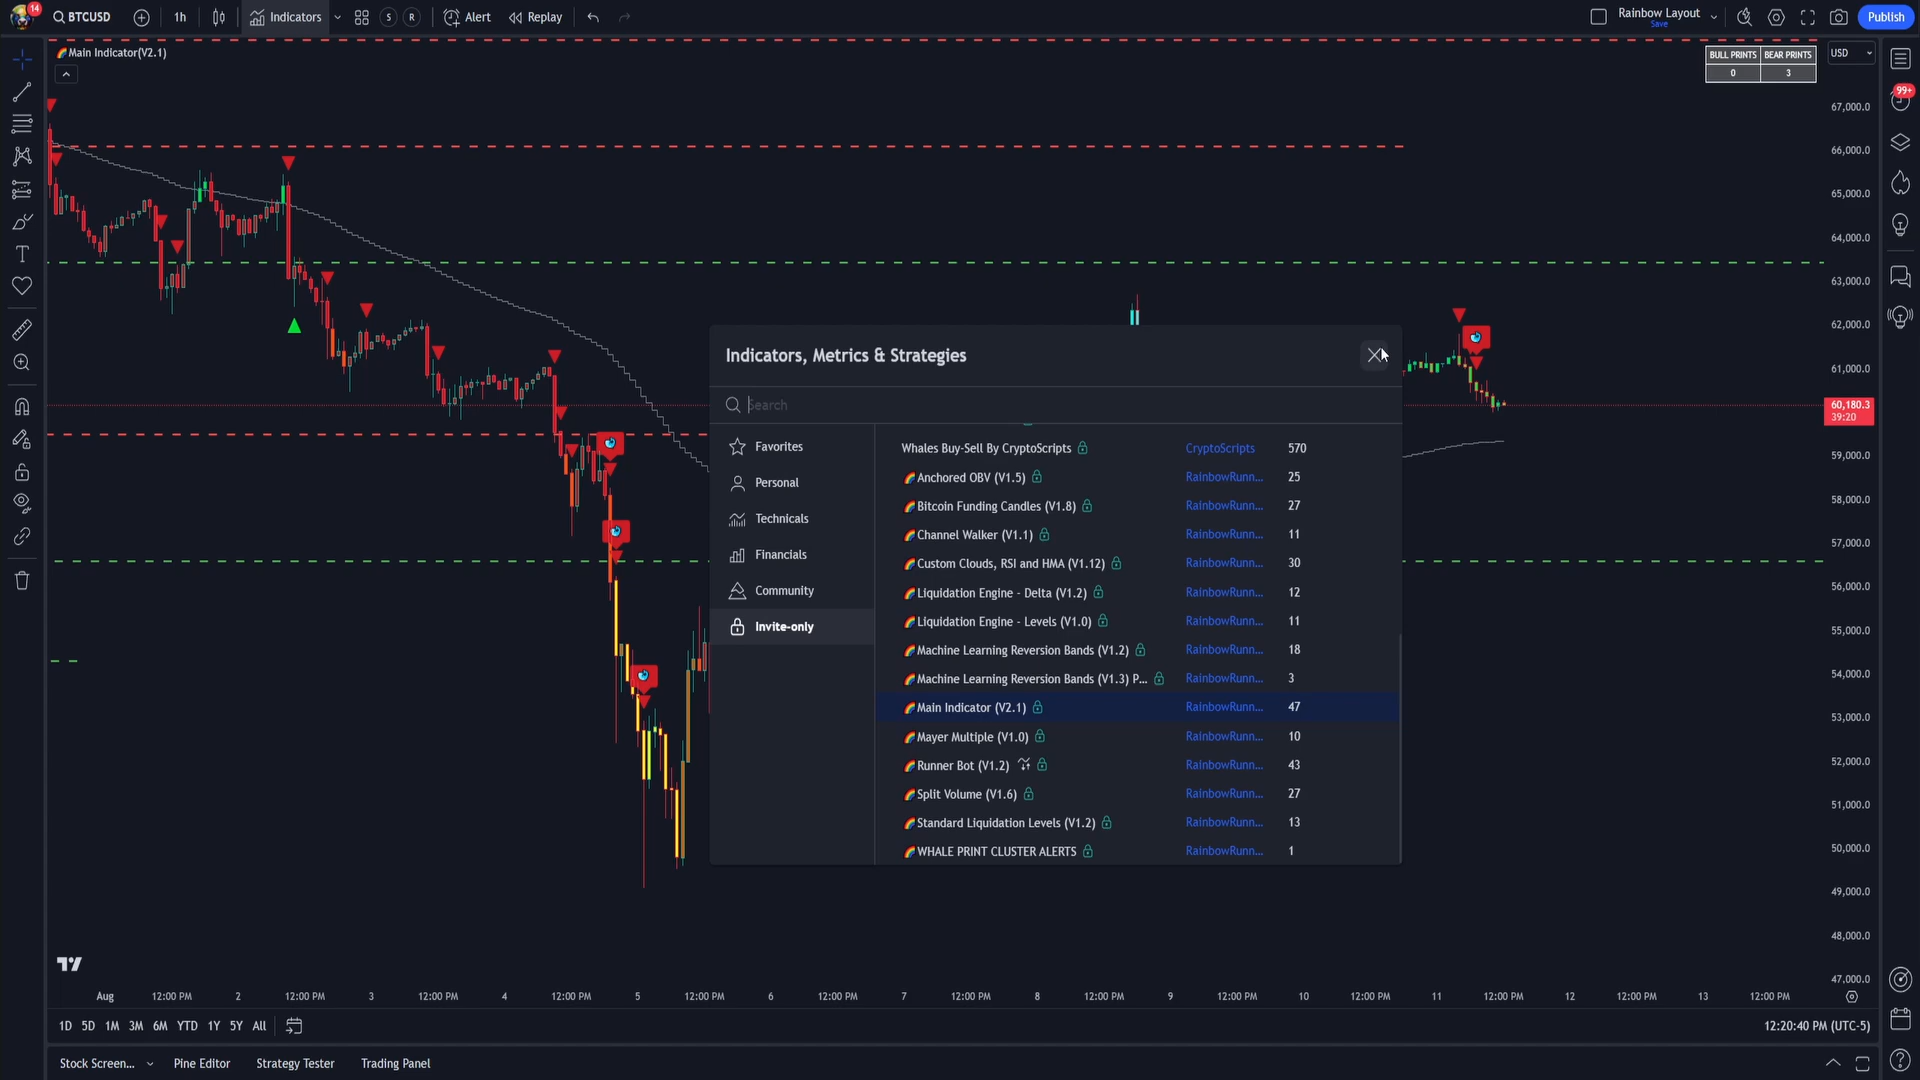 14
BTCUSD
1h
Indicators
S
R
Alert
Replay
Rainbow Layout
Save
Publish
🌈Main Indicator(V2.1)
BULL PRINTS BEAR PRINTS
0 3
USD
99+
67,000.0
66,000.0
65,000.0
64,000.0
63,000.0
62,000.0
61,000.0
60,180.3
39:20
59,000.0
58,000.0
57,000.0
56,000.0
55,000.0
54,000.0
53,000.0
52,000.0
51,000.0
50,000.0
49,000.0
48,000.0
47,000.0
Indicators, Metrics & Strategies
Search
Favorites
Personal
Technicals
Financials
Community
Invite-only
Whales Buy-Sell By CryptoScripts CryptoScripts 570
🌈Anchored OBV (V1.5) RainbowRunn... 25
🌈Bitcoin Funding Candles (V1.8) RainbowRunn... 27
🌈Channel Walker (V1.1) RainbowRunn... 11
🌈Custom Clouds, RSI and HMA (V1.12) RainbowRunn... 30
🌈Liquidation Engine - Delta (V1.2) RainbowRunn... 12
🌈Liquidation Engine - Levels (V1.0) RainbowRunn... 11
🌈Machine Learning Reversion Bands (V1.2) RainbowRunn... 18
🌈Machine Learning Reversion Bands (V1.3) P... RainbowRunn... 3
🌈Main Indicator (V2.1) RainbowRunn... 47
🌈Mayer Multiple (V1.0) RainbowRunn... 10
🌈Runner Bot (V1.2) RainbowRunn... 43
🌈Split Volume (V1.6) RainbowRunn... 27
🌈Standard Liquidation Levels (V1.2) RainbowRunn... 13
🌈WHALE PRINT CLUSTER ALERTS RainbowRunn... 1
Aug 12:00 PM 2 12:00 PM 3 12:00 PM 4 12:00 PM 5 12:00 PM 6 12:00 PM 7 12:00 PM 8 12:00 PM 9 12:00 PM 10 12:00 PM 11 12:00 PM 12 12:00 PM 13 12:00 PM
1D 5D 1M 3M 6M YTD 1Y 5Y All
12:20:40 PM (UTC-5)
Stock Screen... Pine Editor Strategy Tester Trading Panel